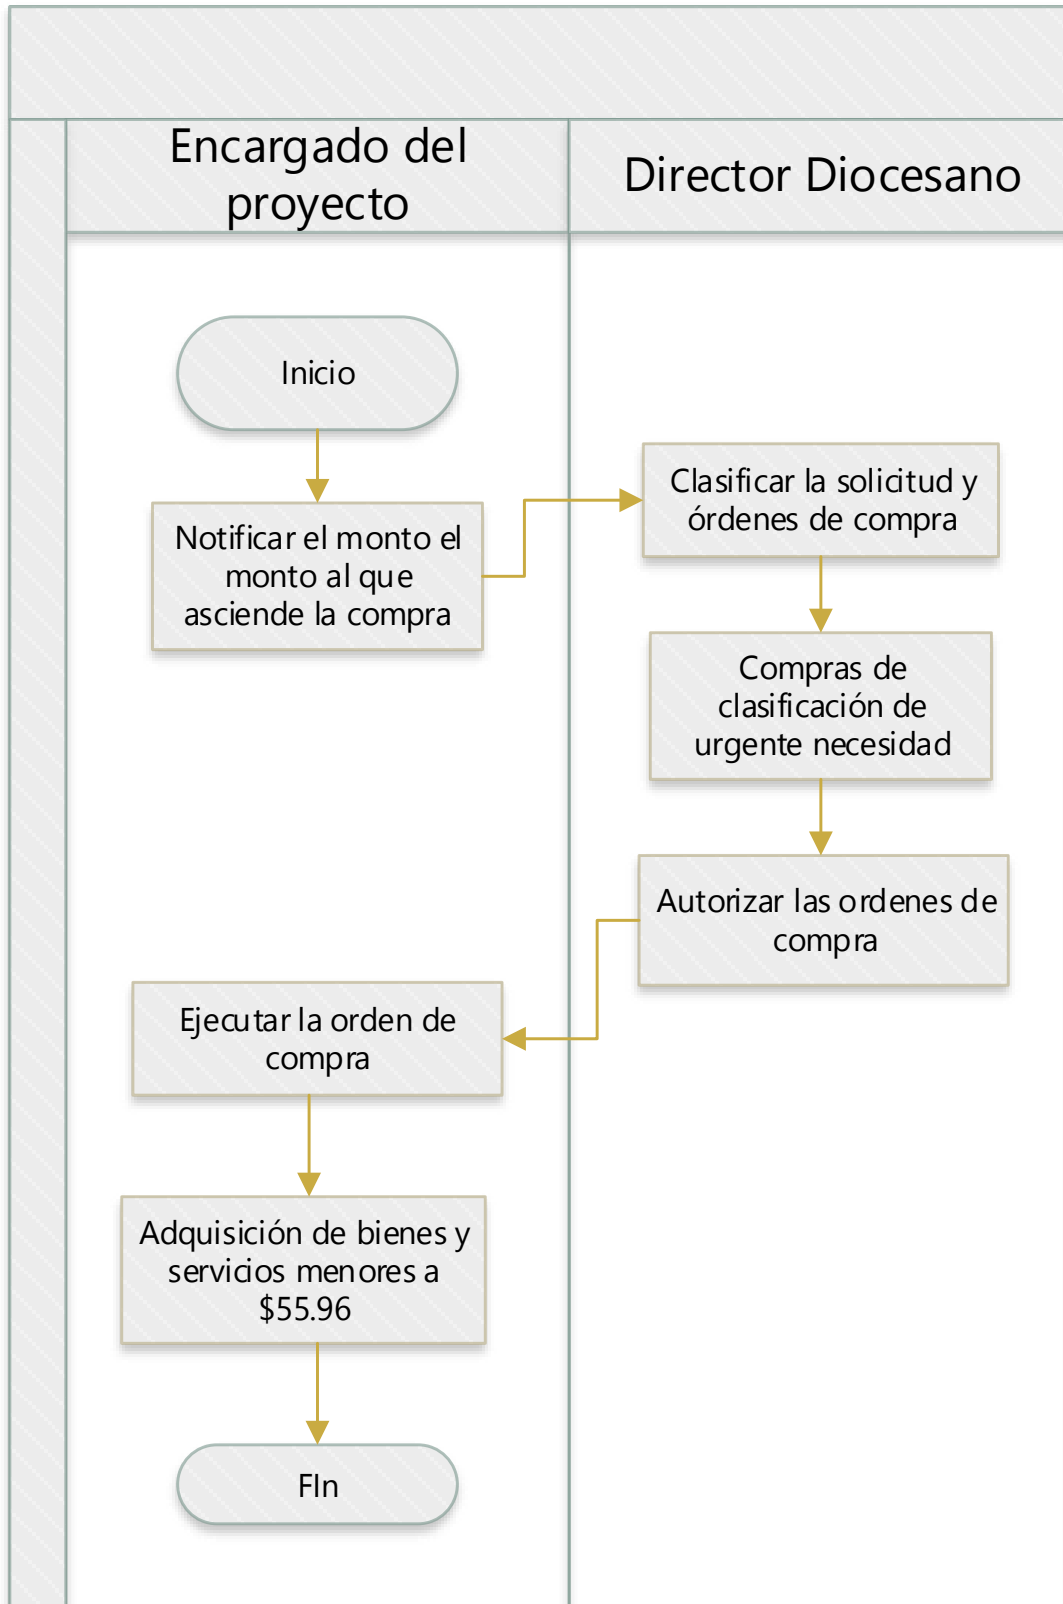 Encargado del
proyecto
Director Diocesano
Inicio
Notificar el monto el
monto al que
asciende la compra
Clasificar la solicitud y
órdenes de compra
Compras de
clasificación de
urgente necesidad
Autorizar las ordenes de
compra
Ejecutar la orden de
compra
Adquisición de bienes y
servicios menores a
$55.96
FIn